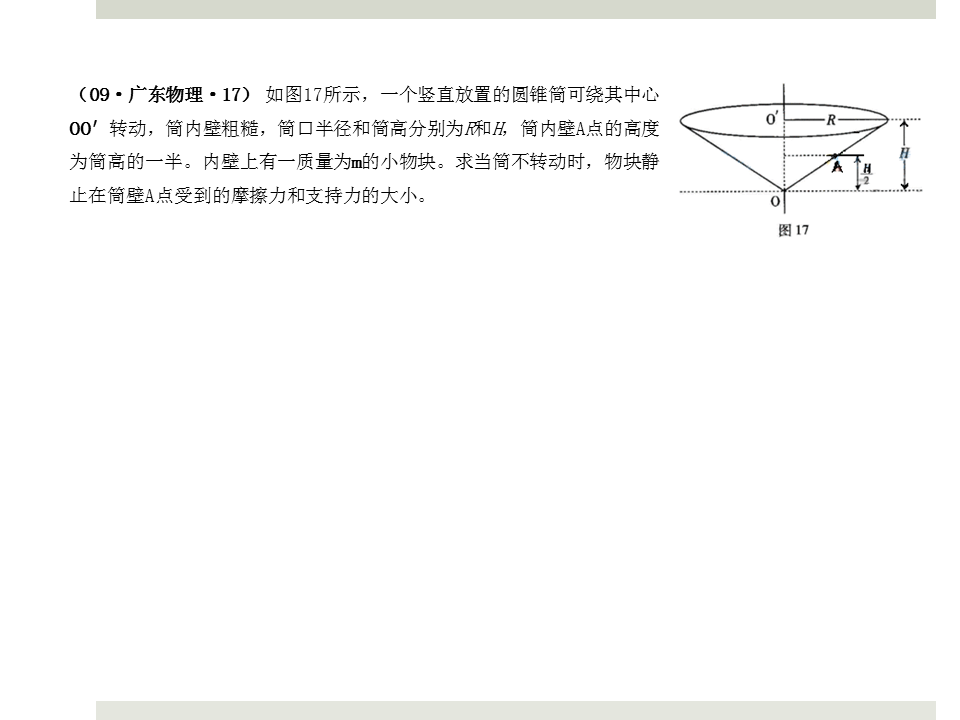 （09·广东物理·17） 如图17所示，一个竖直放置的圆锥筒可绕其中心
OO′ 转动，筒内壁粗糙，筒口半径和筒高分别为R和H，筒内壁A点的高度
为筒高的一半。内壁上有一质量为m的小物块。求当筒不转动时，物块静
止在筒壁A点受到的摩擦力和支持力的大小。
O′
R
H
A
H
2
O
图 17